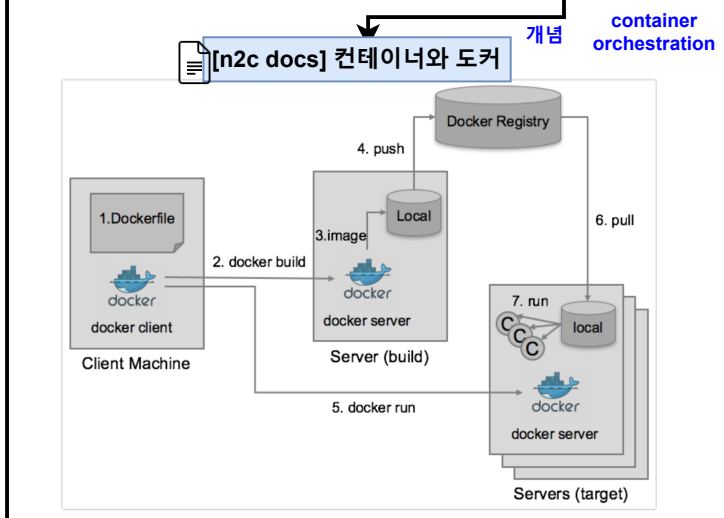 개념
container
orchestration
[n2c docs] 컨테이너와 도커
Docker Registry
4. push
1.Dockerfile
Local
3.image
6. pull
2. docker build
docker
docker client
docker
docker server
7. run
C
C
C
local
Client Machine
Server (build)
5. docker run
docker
docker server
Servers (target)